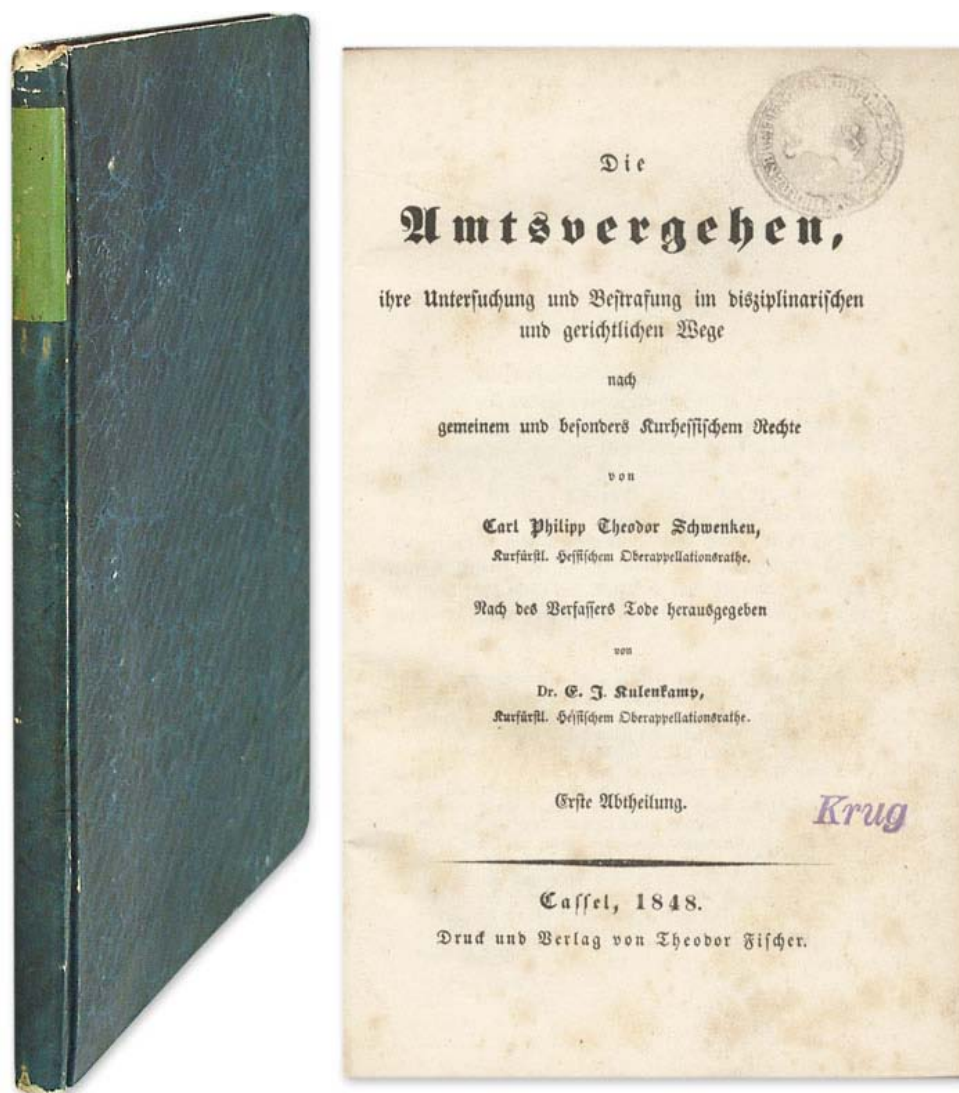 Die
Amtsvergehen,
ihre Untersuchung und Bestrafung im disziplinarischen
und gerichtlichen Wege
nach
gemeinem und besonders Kurhessischem Rechte
von
Carl Philipp Theodor Schwenken,
Kurfürstl. Hessischem Oberappellationsrathe.
Nach des Verfassers Tode herausgegeben
von
Dr. E. J. Kulenkamp,
Kurfürstl. Hessischem Oberappellationsrathe.
Erste Abtheilung.
Krug
Cassel, 1848.
Druck und Verlag von Theodor Fischer.